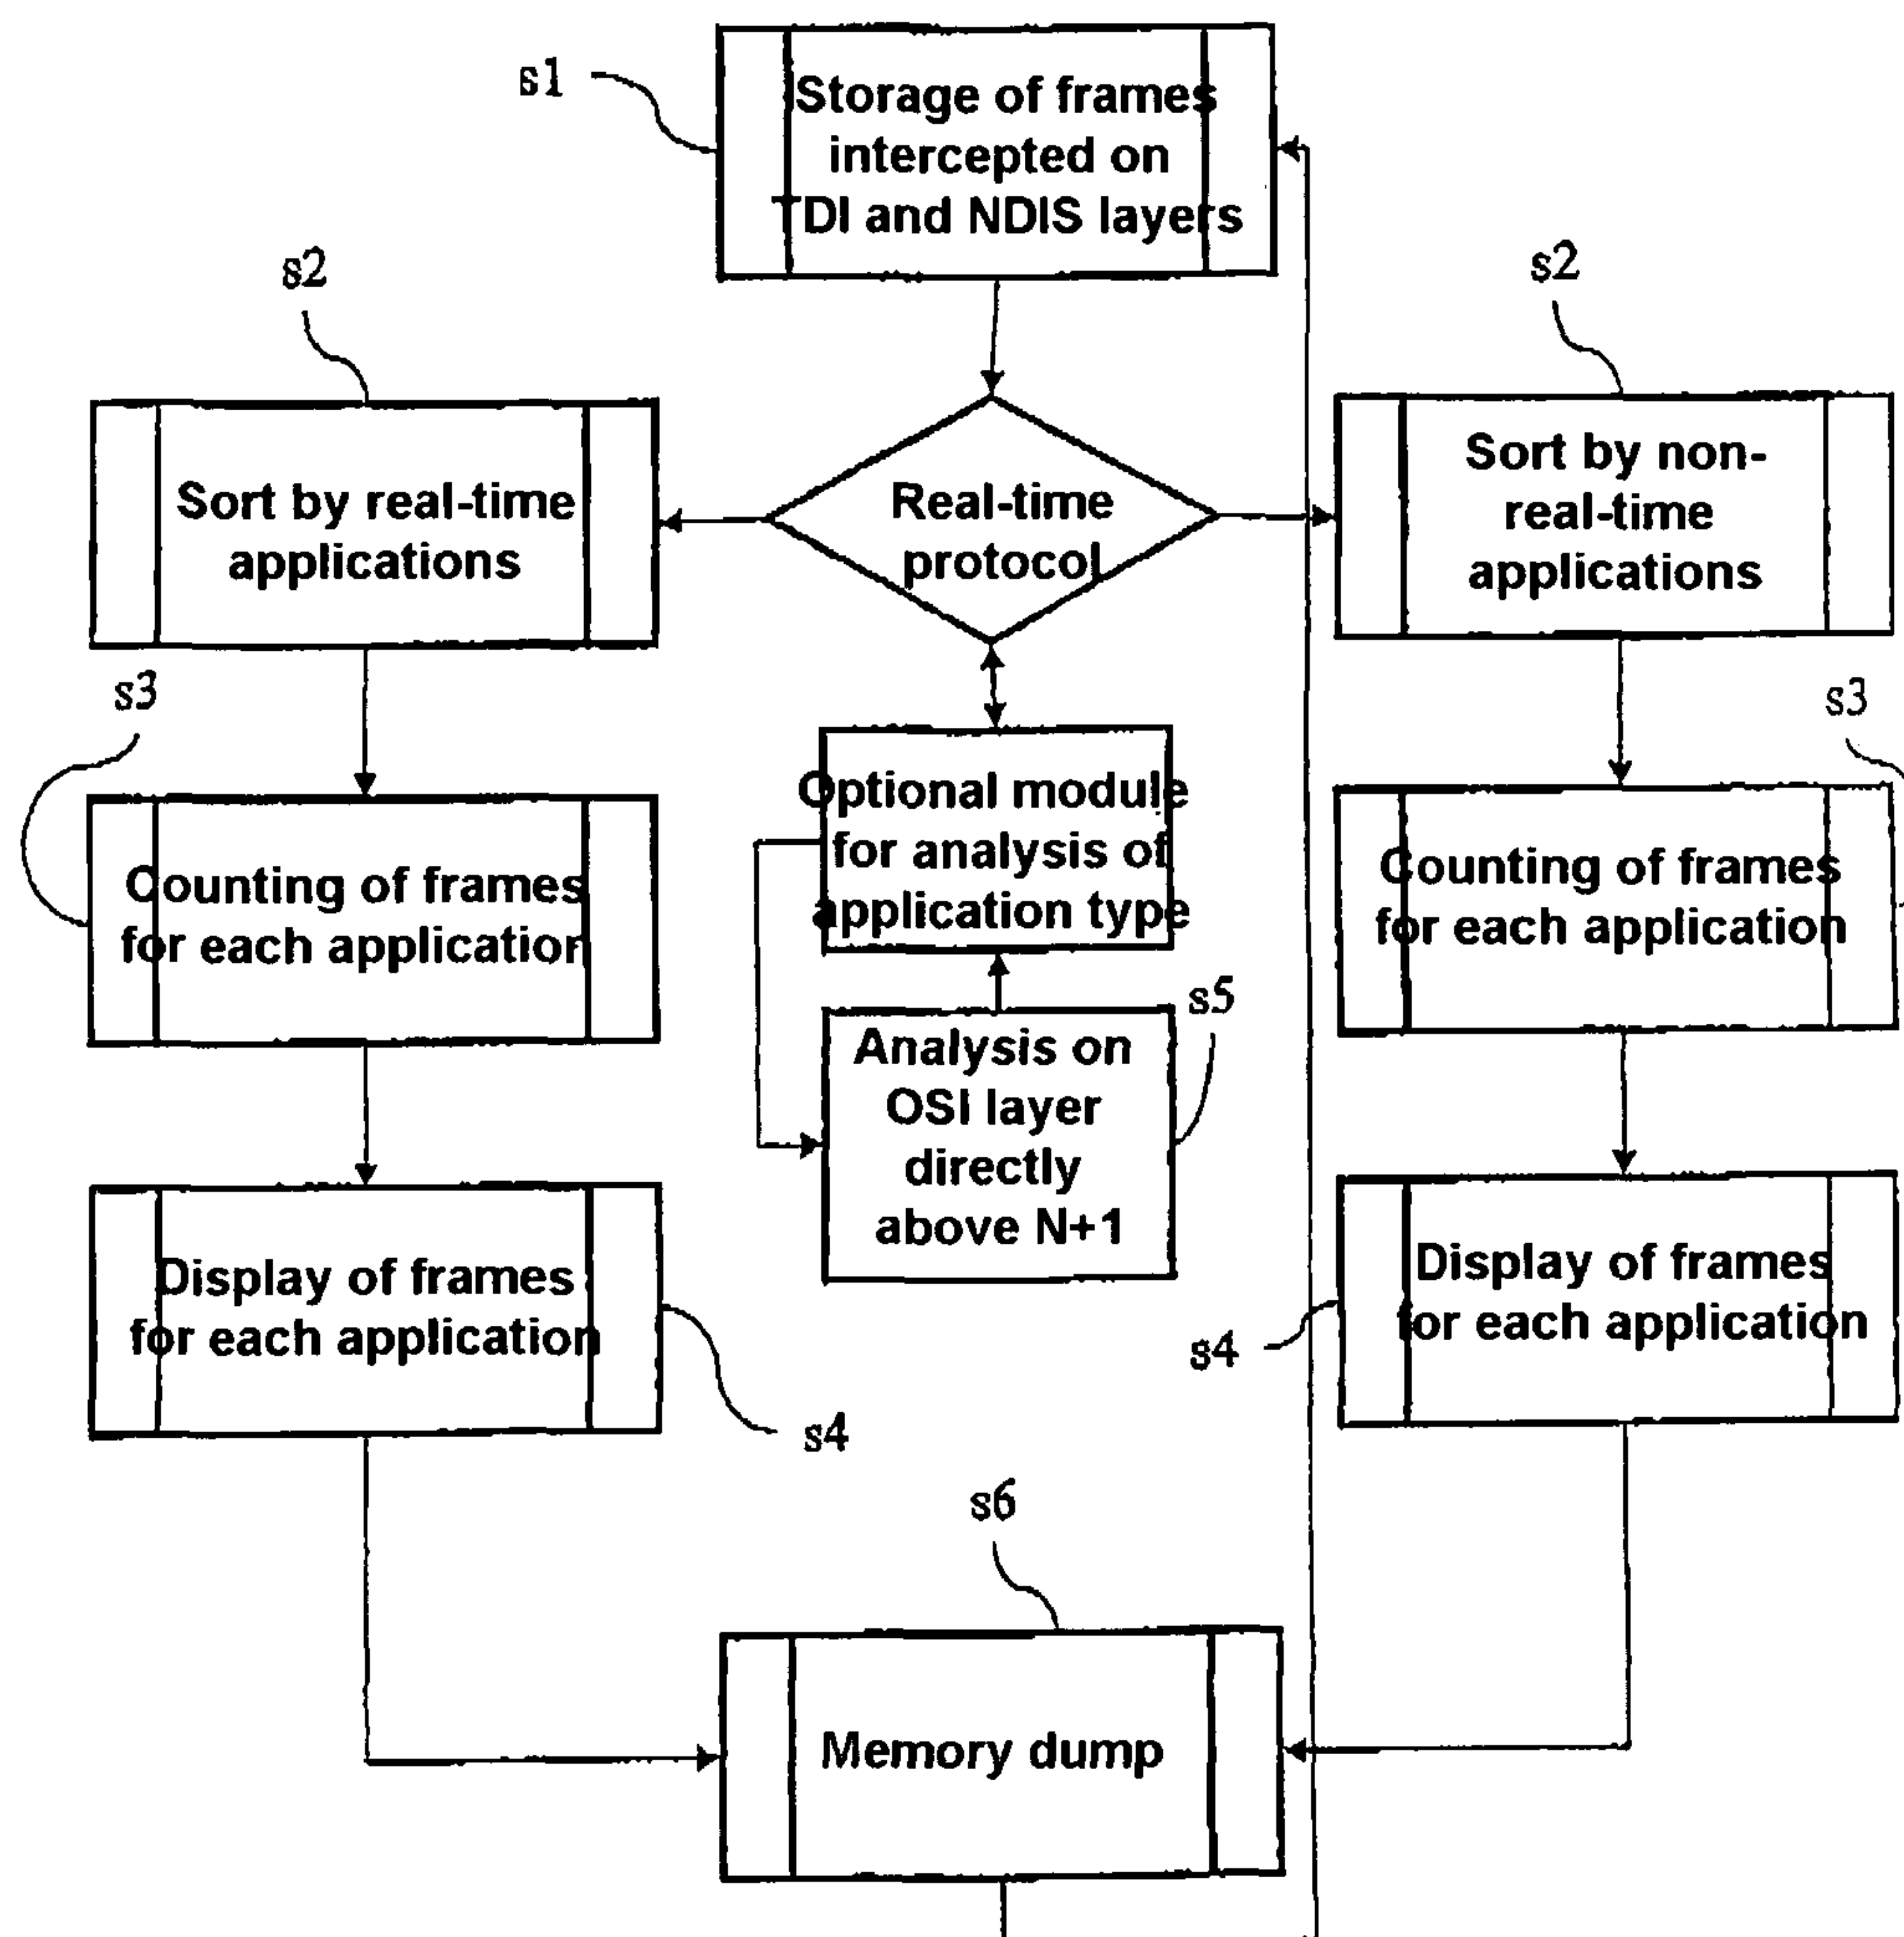 s1
Storage of frames
intercepted on
TDI and NDIS layers
s2
s2
Sort by real-time
applications
Real-time
protocol
Sort by non-
real-time
applications
s3
s3
Counting of frames
for each application
Optional module
for analysis of
application type
Counting of frames
for each application
s5
Analysis on
OSI layer
directly
above N+1
Display of frames
for each application
s4
Display of frames
for each application
s4
s6
Memory dump